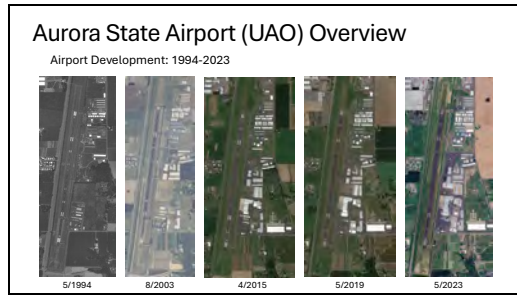 Aurora State Airport (UAO) Overview
Airport Development: 1994-2023
5/1994
8/2003
4/2015
5/2019
5/2023